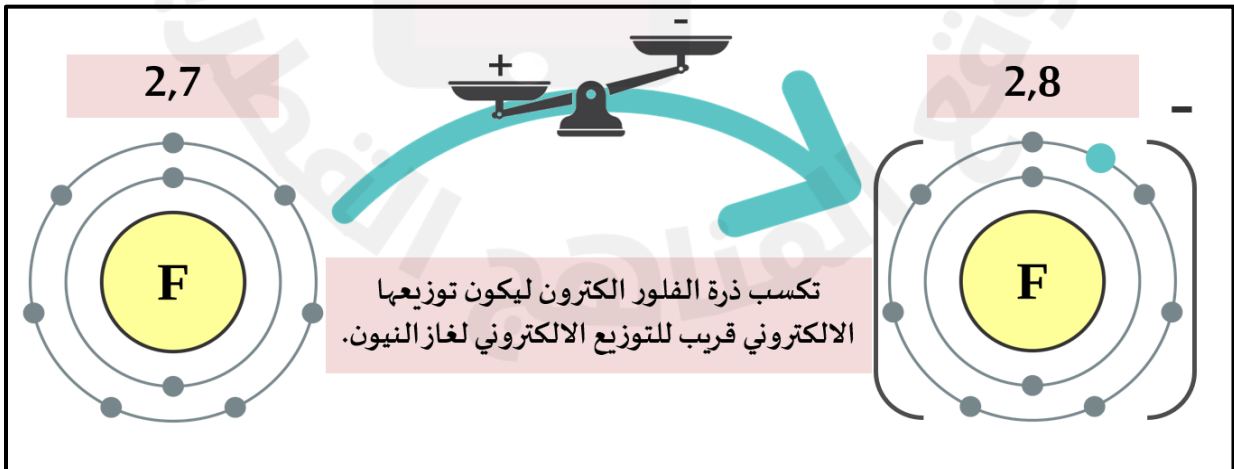 2,7
+
-
2,8
-
F
F
تكسب ذرة الفلور الكترون ليكون توزيعها
الالكتروني قريب للتوزيع الالكتروني لغاز النيون.